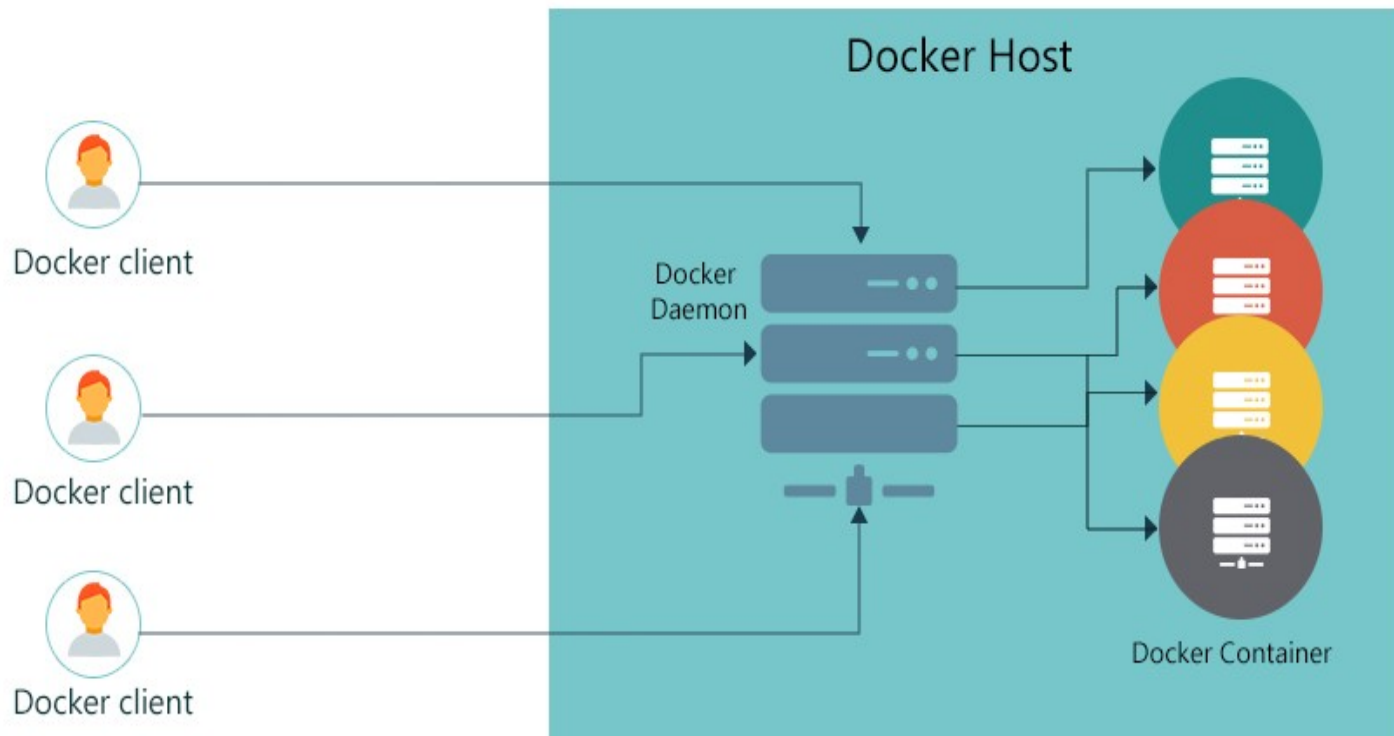 Docker Host
Docker client
Docker
Daemon
Docker client
Docker Container
Docker client